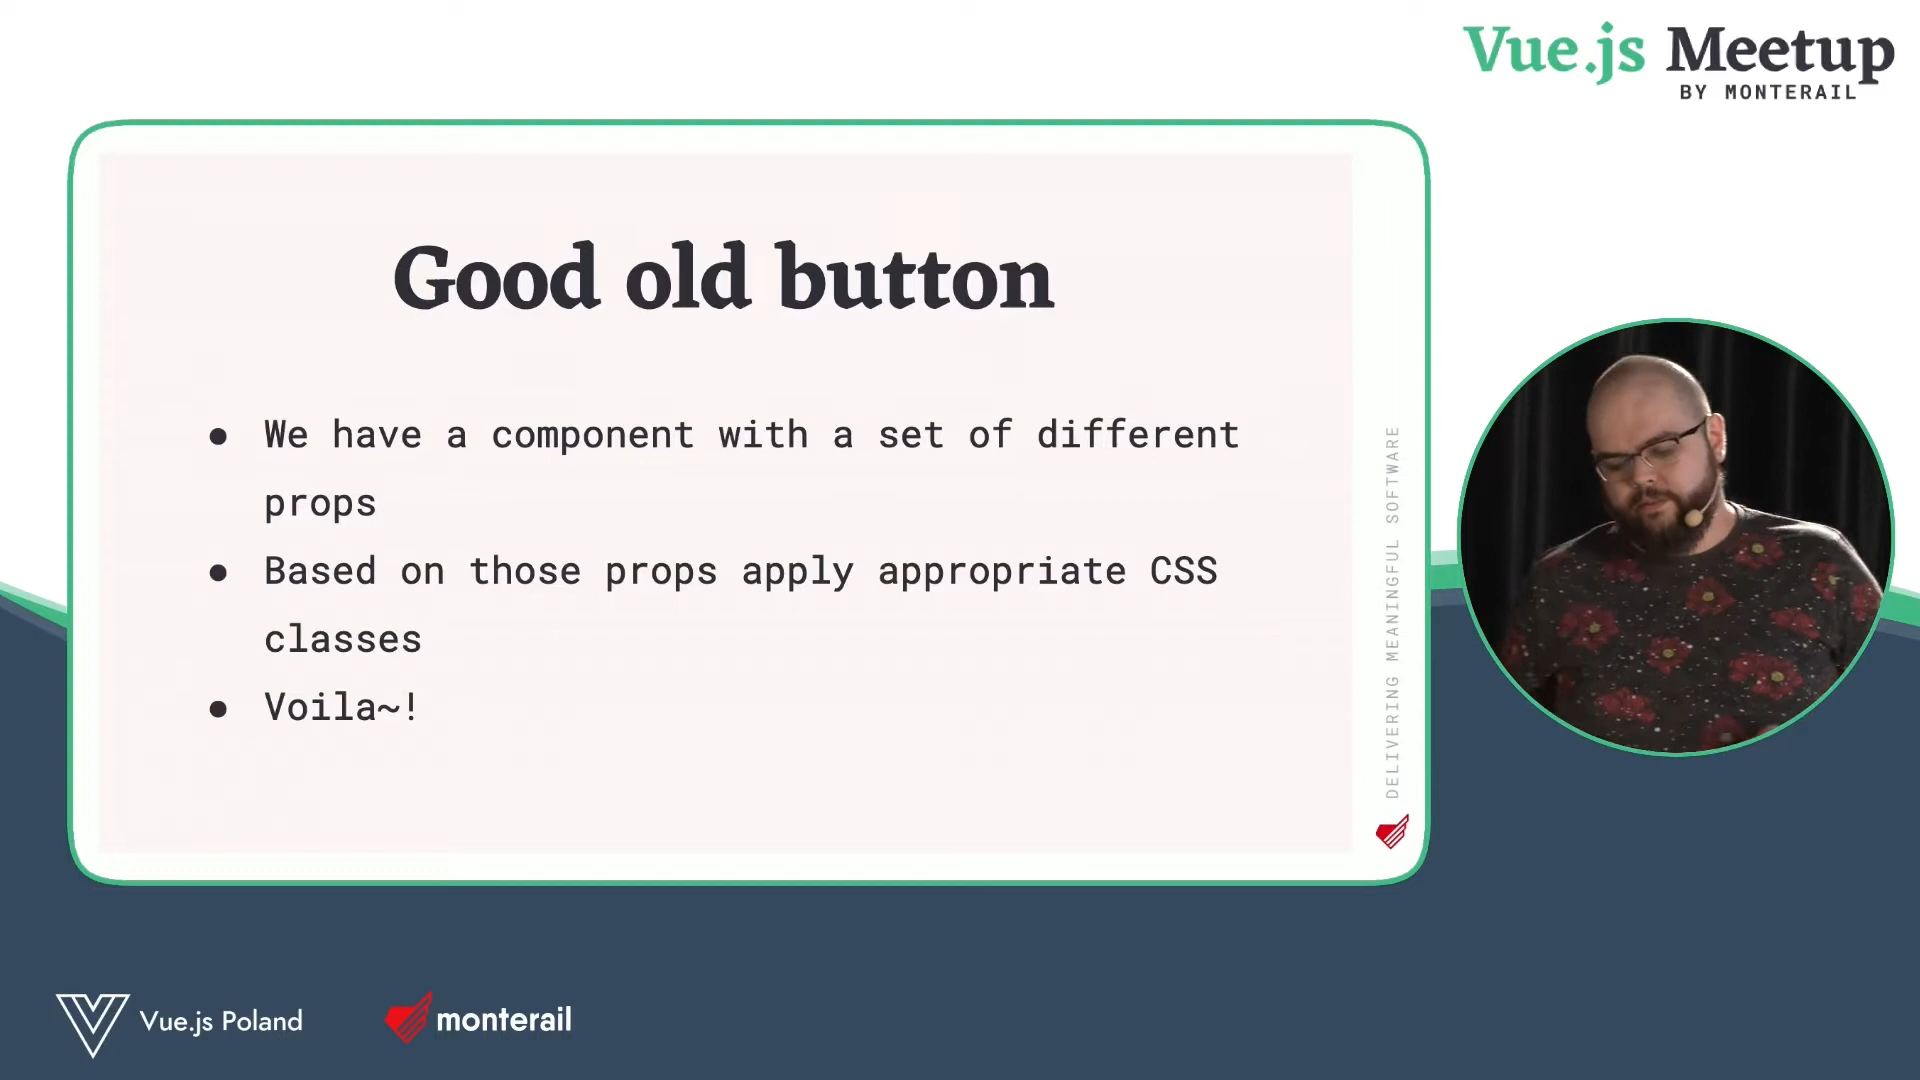 Vue.js Meetup
BY MONTERAIL
Good old button
● We have a component with a set of different
props
● Based on those props apply appropriate CSS
classes
● Voila~!
DELIVERING MEANINGFUL SOFTWARE
Vue.js Poland
monterail